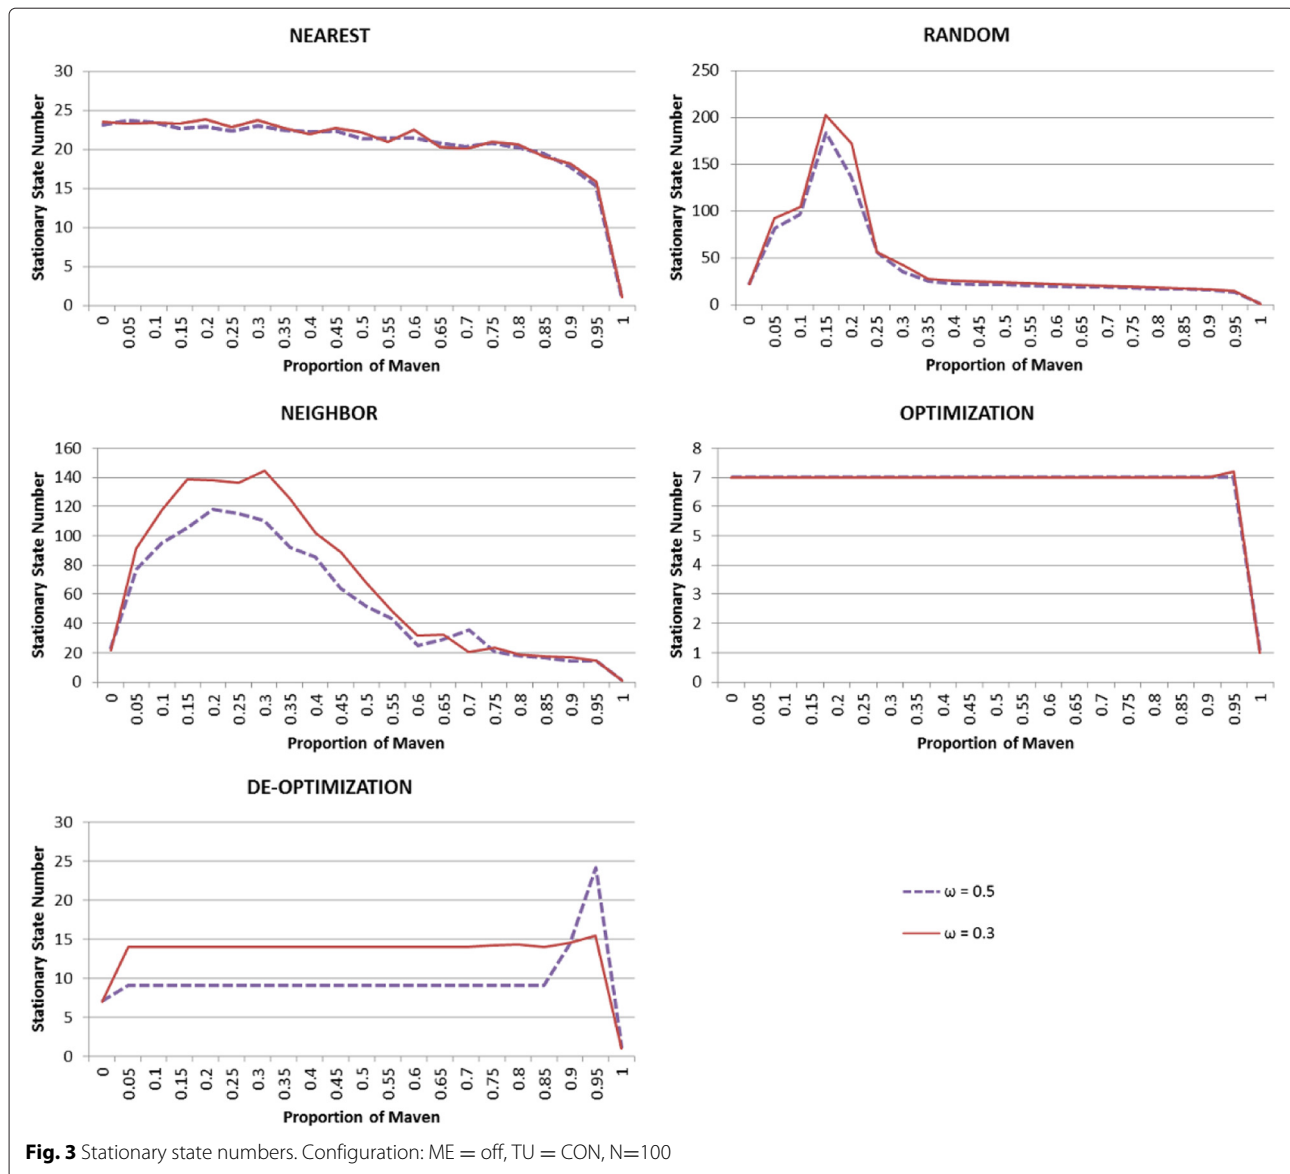 NEAREST
Stationary State Number
30
25
20
15
10
5
0
0 0.05 0.1 0.15 0.2 0.25 0.3 0.35 0.4 0.45 0.5 0.55 0.6 0.65 0.7 0.75 0.8 0.85 0.9 0.95 1
Proportion of Maven
RANDOM
Stationary State Number
250
200
150
100
50
0
0 0.05 0.1 0.15 0.2 0.25 0.3 0.35 0.4 0.45 0.5 0.55 0.6 0.65 0.7 0.75 0.8 0.85 0.9 0.95 1
Proportion of Maven
NEIGHBOR
Stationary State Number
160
140
120
100
80
60
40
20
0
0 0.05 0.1 0.15 0.2 0.25 0.3 0.35 0.4 0.45 0.5 0.55 0.6 0.65 0.7 0.75 0.8 0.85 0.9 0.95 1
Proportion of Maven
OPTIMIZATION
Stationary State Number
8
7
6
5
4
3
2
1
0
0 0.05 0.1 0.15 0.2 0.25 0.3 0.35 0.4 0.45 0.5 0.55 0.6 0.65 0.7 0.75 0.8 0.85 0.9 0.95 1
Proportion of Maven
DE-OPTIMIZATION
Stationary State Number
30
25
20
15
10
5
0
0 0.05 0.1 0.15 0.2 0.25 0.3 0.35 0.4 0.45 0.5 0.55 0.6 0.65 0.7 0.75 0.8 0.85 0.9 0.95 1
Proportion of Maven
ω = 0.5
ω = 0.3
Fig. 3 Stationary state numbers. Configuration: ME = off, TU = CON, N=100